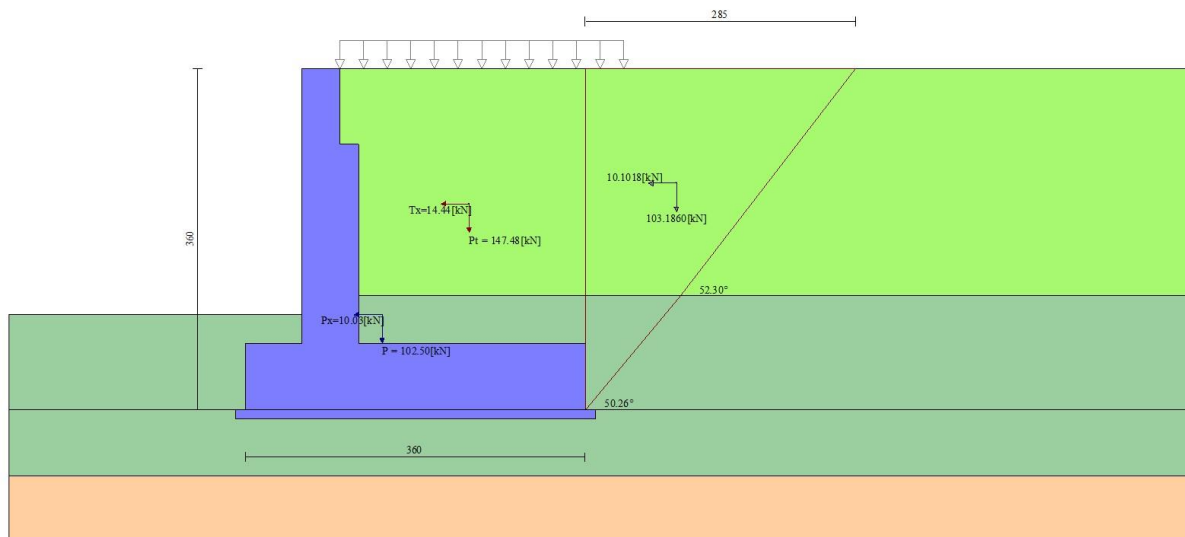 285
10.1018[kN]
Tx=14.44[kN]
103.1860[kN]
360
Pt = 147.48[kN]
52.30°
Px=10.03[kN]
P = 102.50[kN]
50.26°
360